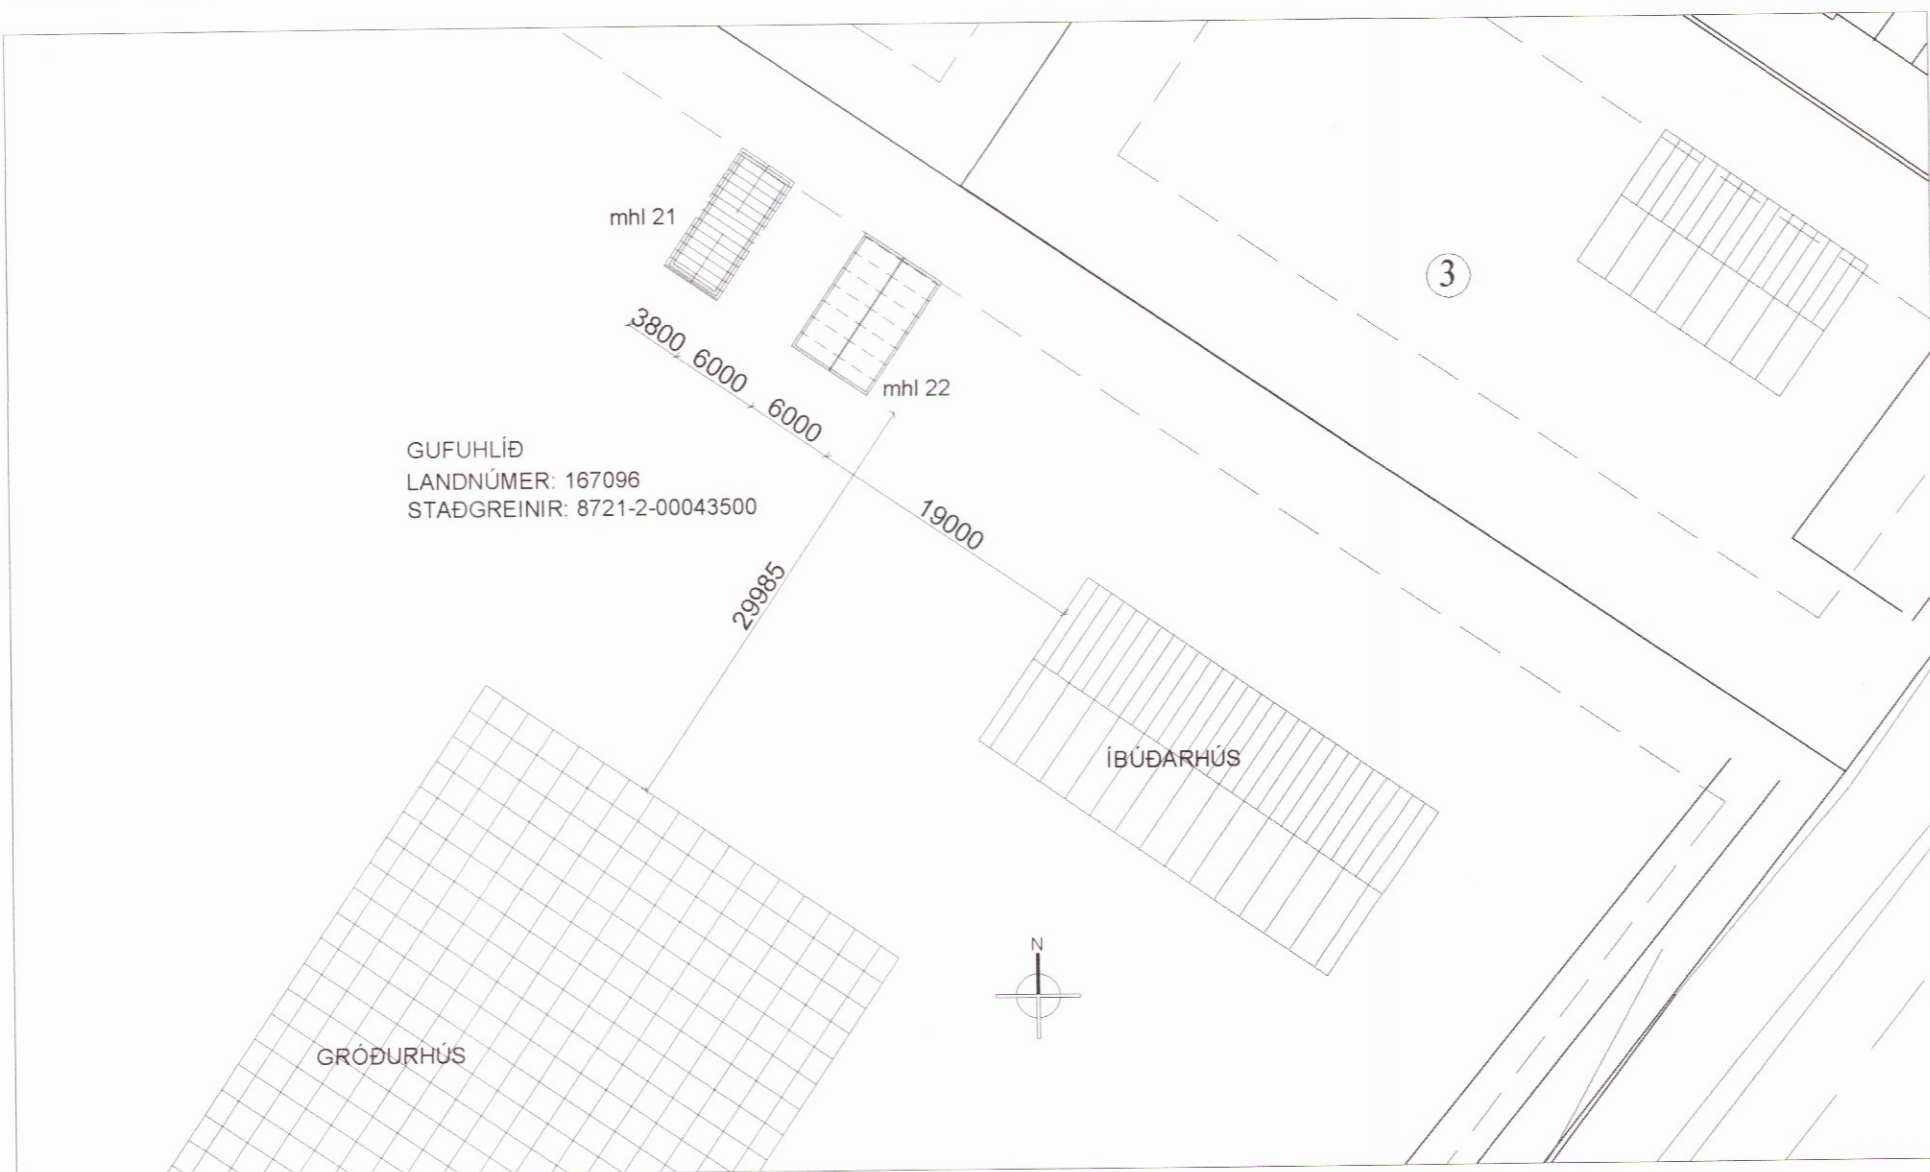 mhl 21
3
3800
6000
mhl 22
6000
GUFUHLÍÐ
LANDNÚMER: 167096
STAÐGREINIR: 8721-2-00043500
19000
29985
ÍBÚÐARHÚS
N
GRÓÐURHÚS